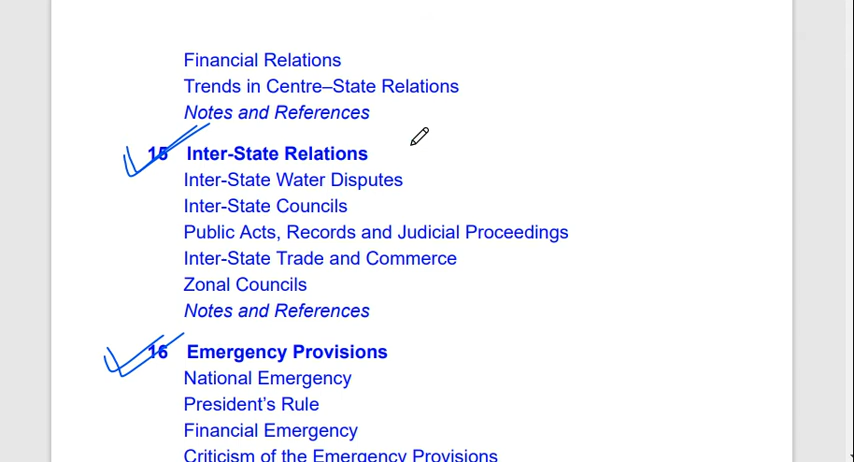 Financial Relations
Trends in Centre–State Relations
Notes and References
15 Inter-State Relations
Inter-State Water Disputes
Inter-State Councils
Public Acts, Records and Judicial Proceedings
Inter-State Trade and Commerce
Zonal Councils
Notes and References
16 Emergency Provisions
National Emergency
President’s Rule
Financial Emergency
Criticism of the Emergency Provisions